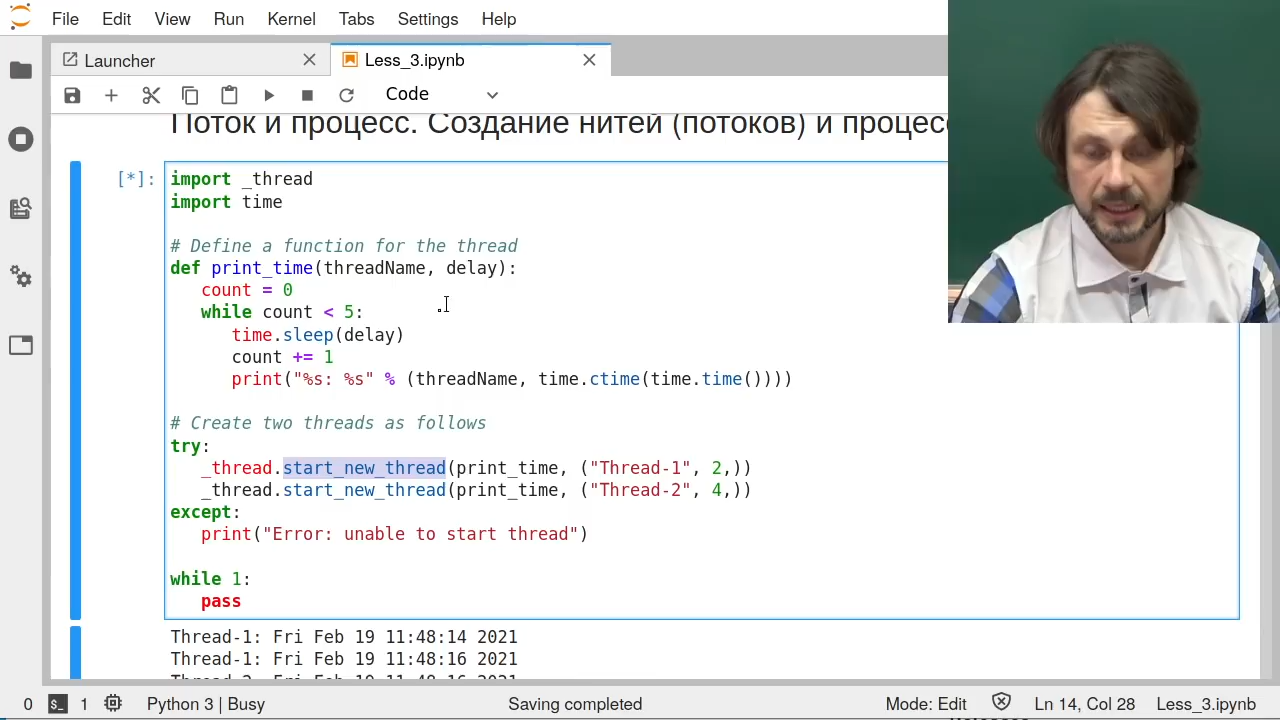 File Edit View Run Kernel Tabs Settings Help
Launcher Less_3.ipynb
Code
Поток и процесс. Создание нитей (потоков) и
[*]:
import _thread
import time
# Define a function for the thread
def print_time(threadName, delay):
count = 0
while count < 5:
time.sleep(delay)
count += 1
print("%s: %s" % (threadName, time.ctime(time.time())))
# Create two threads as follows
try:
_thread.start_new_thread(print_time, ("Thread-1", 2,))
_thread.start_new_thread(print_time, ("Thread-2", 4,))
except:
print("Error: unable to start thread")
while 1:
pass
Thread-1: Fri Feb 19 11:48:14 2021
Thread-1: Fri Feb 19 11:48:16 2021
0 $_ 1 Python 3 | Busy Saving completed Mode: Edit Ln 14, Col 28 Less_3.ipynb